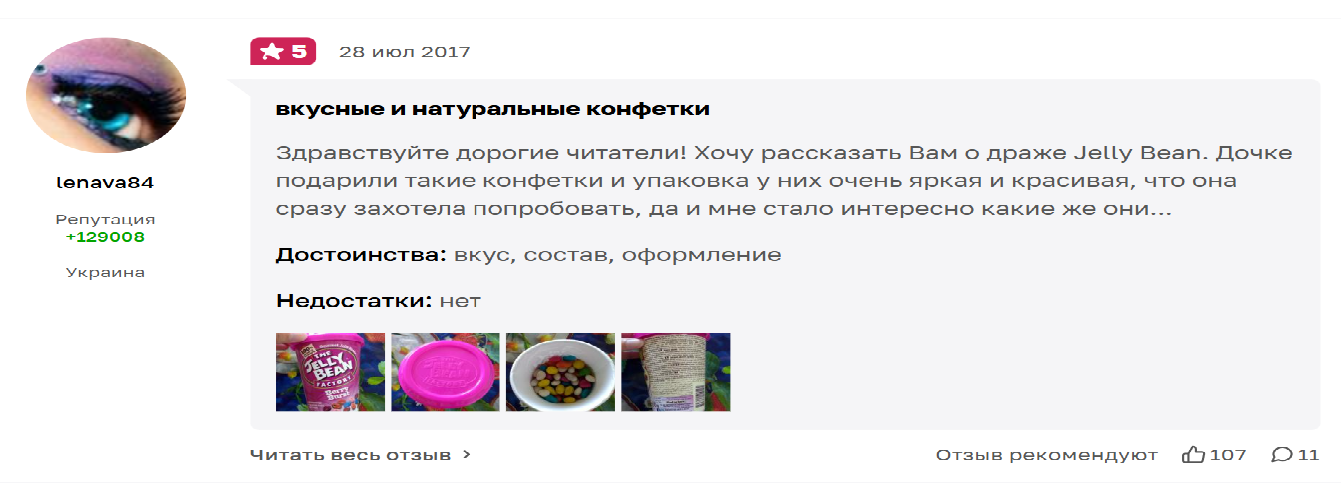 5 28 июл 2017
вкусные и натуральные конфетки
Здравствуйте дорогие читатели! Хочу рассказать Вам о драже Jelly Bean. Дочке
подарили такие конфетки и упаковка у них очень яркая и красивая, что она
сразу захотела попробовать, да и мне стало интересно какие же они...
lenava84
Репутация
+129008
Украина
Достоинства: вкус, состав, оформление
Недостатки: нет
THE
JELLY
BEAN
FACTORY
Berry
Читать весь отзыв >
Отзыв рекомендуют 107 11